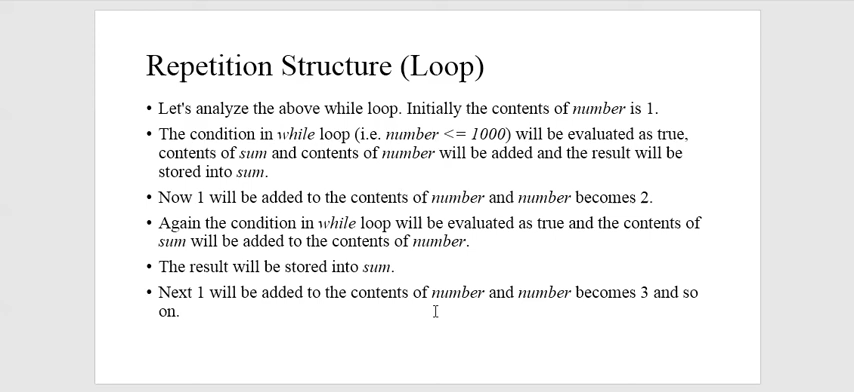 Repetition Structure (Loop)
• Let's analyze the above while loop. Initially the contents of number is 1.
• The condition in while loop (i.e. number <= 1000) will be evaluated as true,
contents of sum and contents of number will be added and the result will be
stored into sum.
• Now 1 will be added to the contents of number and number becomes 2.
• Again the condition in while loop will be evaluated as true and the contents of
sum will be added to the contents of number.
• The result will be stored into sum.
• Next 1 will be added to the contents of number and number becomes 3 and so
on.